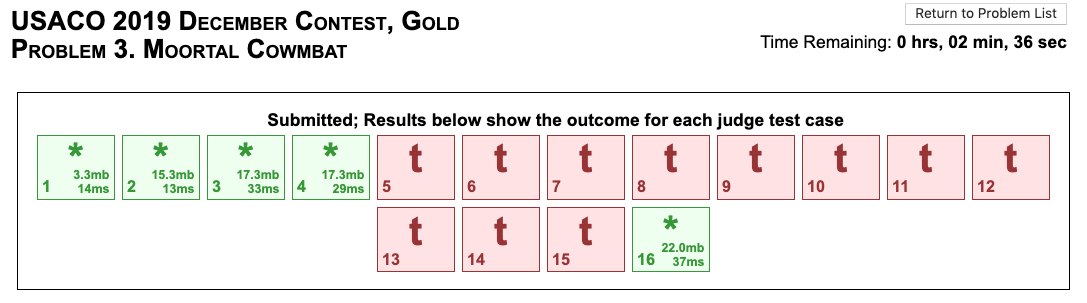 USACO 2019 December Contest, Gold
Problem 3. Moortal Cowmbat
Return to Problem List
Time Remaining: 0 hrs, 02 min, 36 sec
Submitted; Results below show the outcome for each judge test case
* 3.3mb 1 14ms
* 15.3mb 2 13ms
* 17.3mb 3 33ms
* 17.3mb 4 29ms
t 5
t 6
t 7
t 8
t 9
t 10
t 11
t 12
t 13
t 14
t 15
* 22.0mb 16 37ms